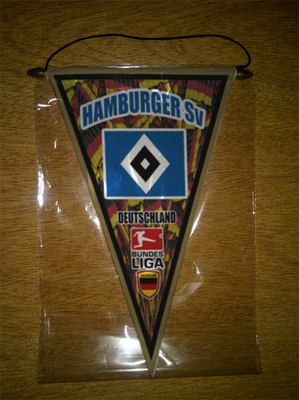 HAMBURGER SV
DEUTSCHLAND
BUNDES
LIGA